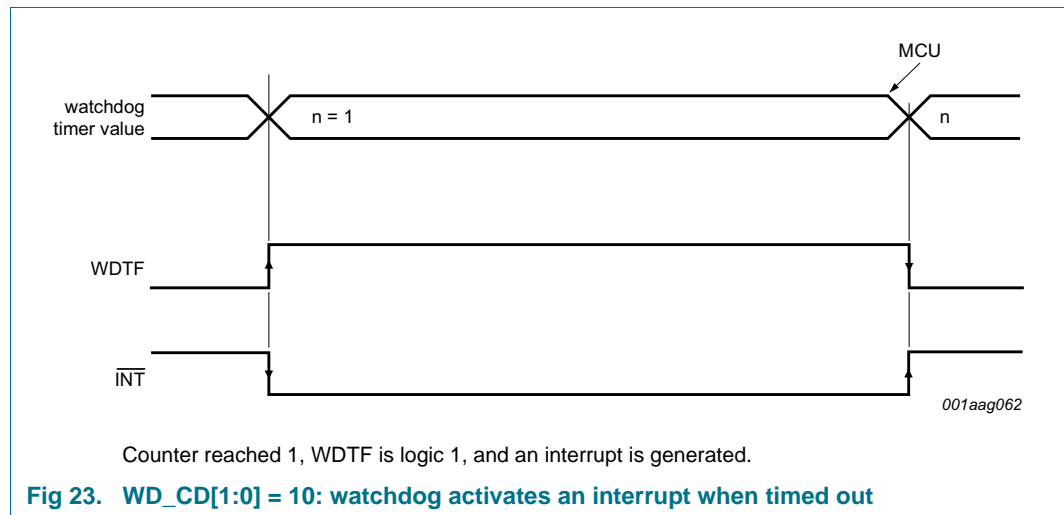 MCU
watchdog
timer value
n = 1
n
WDTF
INT
001aag062
Counter reached 1, WDTF is logic 1, and an interrupt is generated.
Fig 23. WD_CD[1:0] = 10: watchdog activates an interrupt when timed out